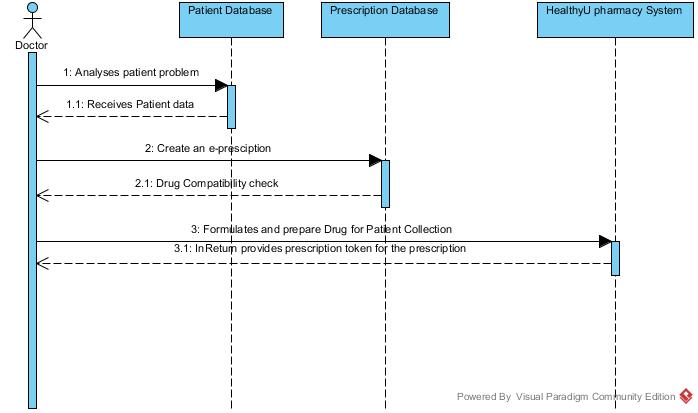 Patient Database
Prescription Database
HealthyU pharmacy System
Doctor
1: Analyses patient problem
1.1: Receives Patient data
2: Create an e-presciption
2.1: Drug Compatibility check
3: Formulates and prepare Drug for Patient Collection
3.1: In Return provides prescription token for the prescription
Powered By Visual Paradigm Community Edition